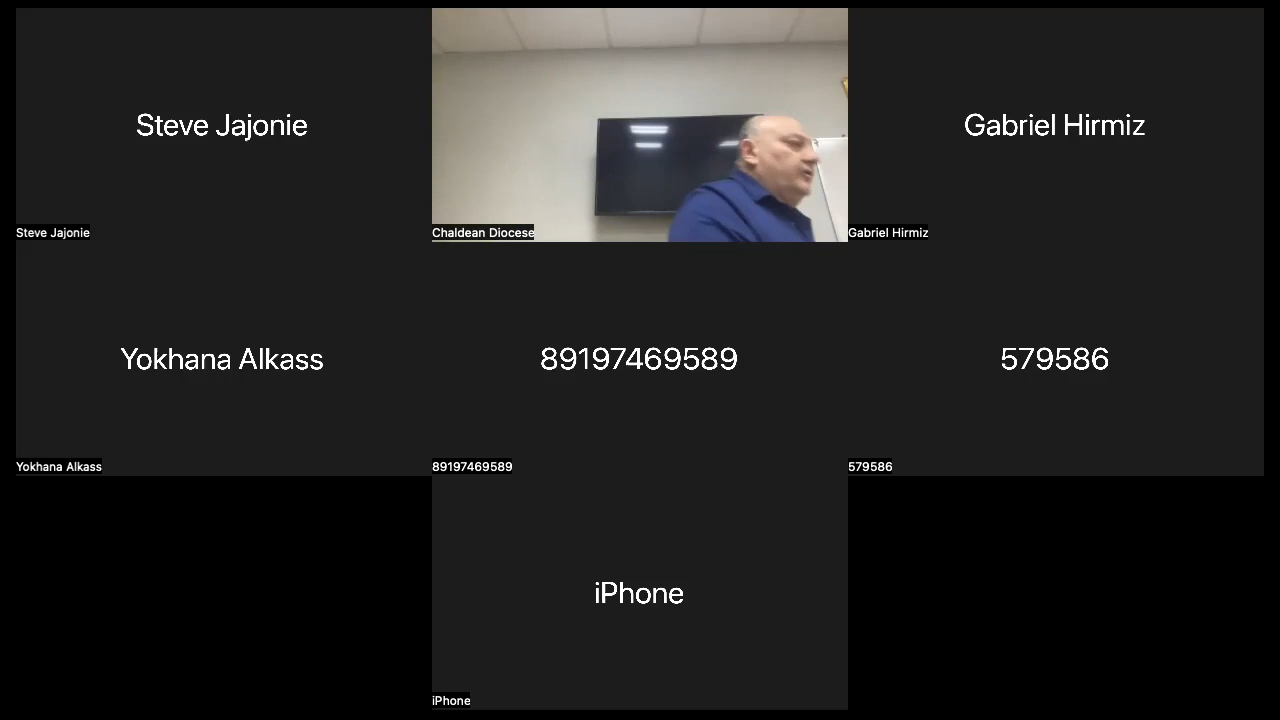 Steve Jajonie
Steve Jajonie
Chaldean Diocese
Gabriel Hirmiz
Gabriel Hirmiz
Yokhana Alkass
Yokhana Alkass
89197469589
89197469589
579586
579586
iPhone
iPhone